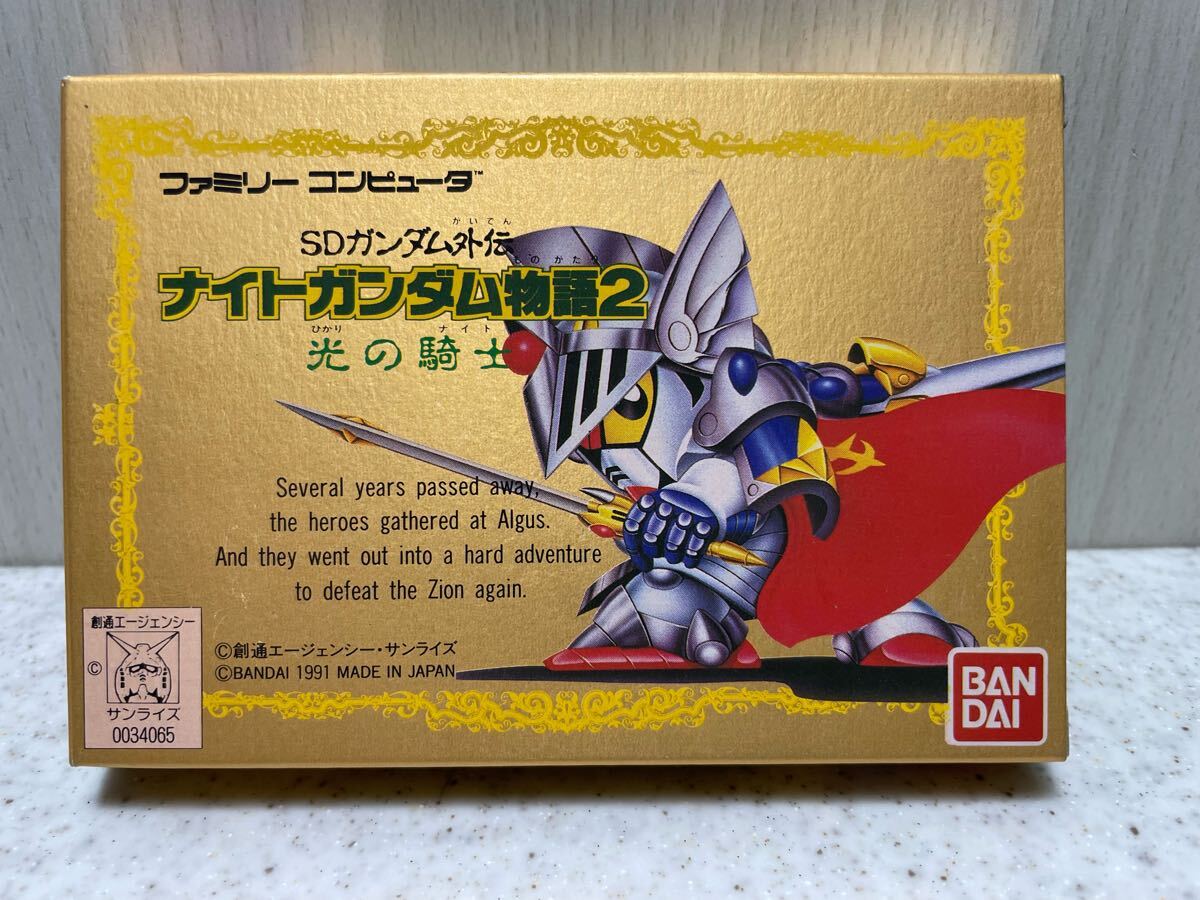 ファミリー コンピュータ™
かいてん
SDガンダム外伝
ものがたり
ナイトガンダム物語2
ひかり ナイト
光の騎士
Several years passed away,
the heroes gathered at Algus.
And they went out into a hard adventure
to defeat the Zion again.
©創通エージェンシー・サンライズ
©BANDAI 1991 MADE IN JAPAN
創通エージェンシー
©
サンライズ
0034065
BAN
DAI